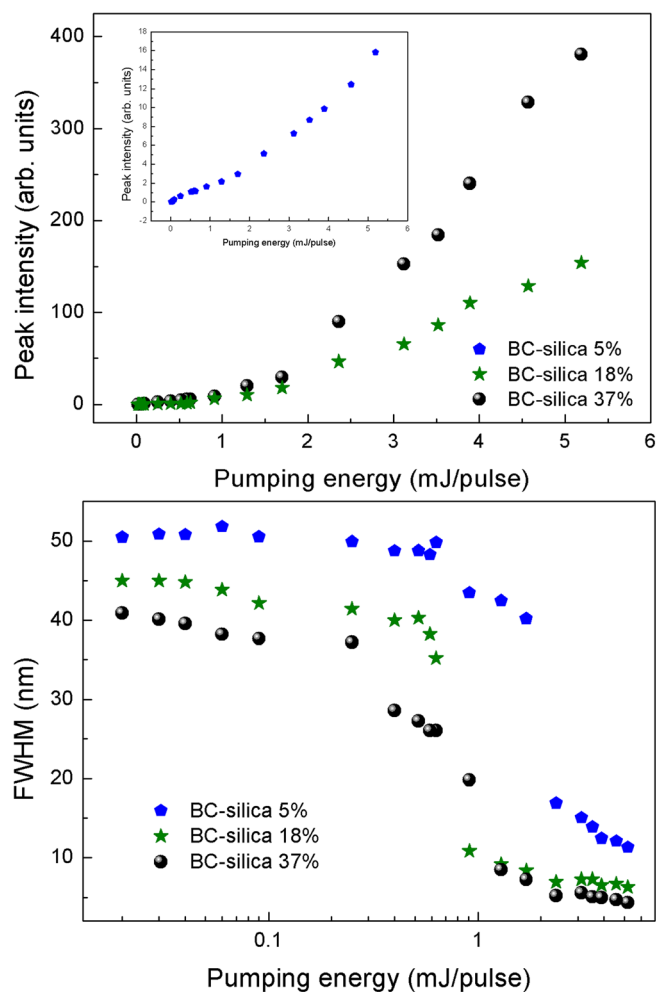 400
300
200
100
0
Peak intensity (arb. units)
18
16
14
12
10
8
6
4
2
0
-2
Peak intensity (arb. units)
0 1 2 3 4 5 6
Pumping energy (mJ/pulse)
BC-silica 5%
BC-silica 18%
BC-silica 37%
0 1 2 3 4 5 6
Pumping energy (mJ/pulse)
50
40
30
20
10
FWHM (nm)
BC-silica 5%
BC-silica 18%
BC-silica 37%
0.1 1
Pumping energy (mJ/pulse)